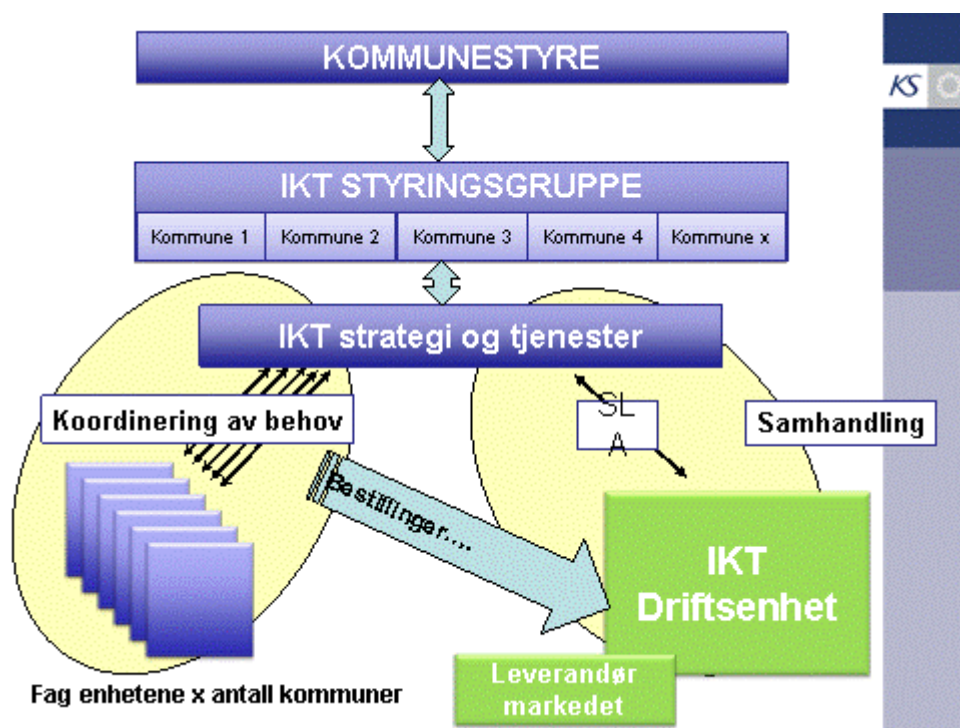 KOMMUNESTYRE
KS
IKT STYRINGSGRUPPE
Kommune 1 Kommune 2 Kommune 3 Kommune 4 Kommune x
IKT strategi og tjenester
Koordinering av behov
SL
A
Samhandling
Bestillinger....
IKT
Driftsenhet
Leverandør
markedet
Fag enhetene x antall kommuner